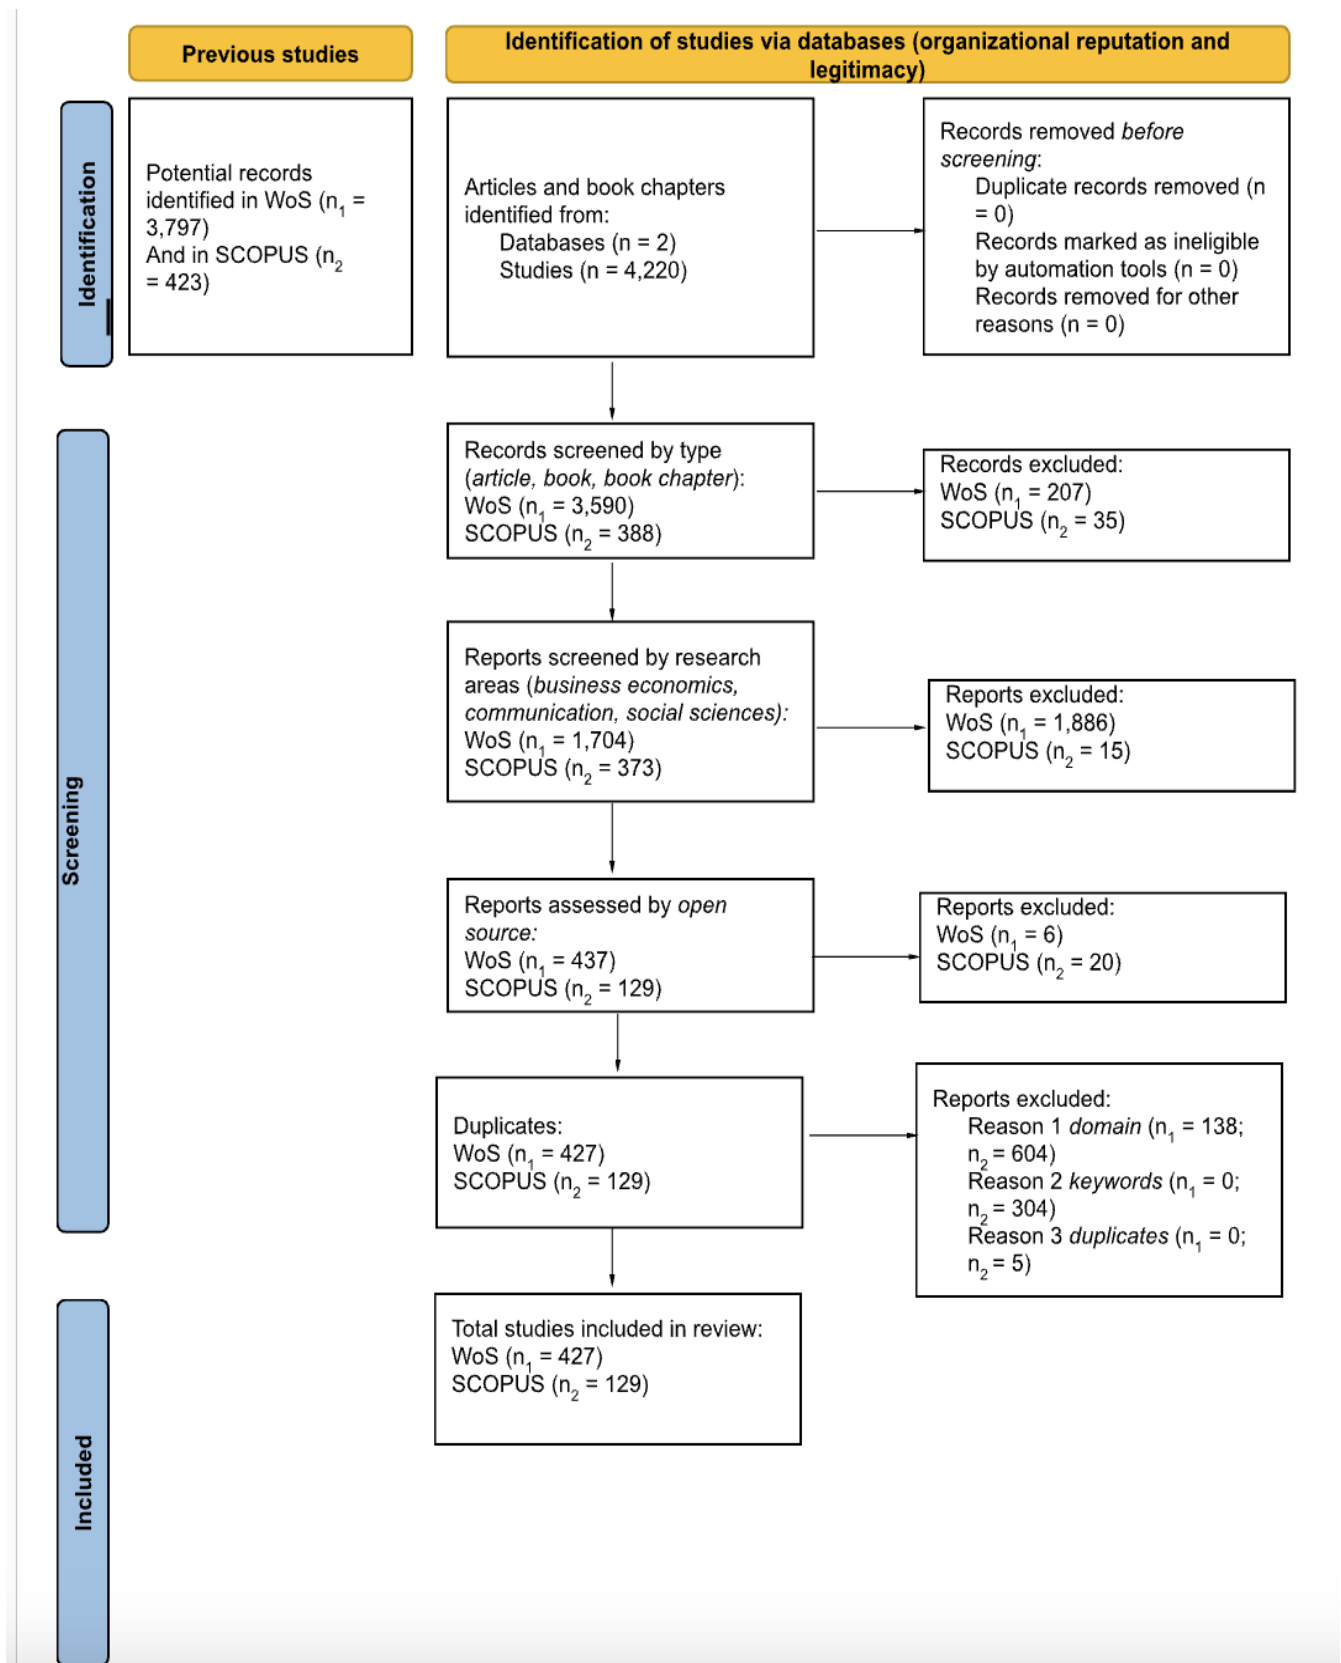 Previous studies
Identification of studies via databases (organizational reputation and
legitimacy)
Identification
Potential records
identified in WoS (n₁ =
3,797)
And in SCOPUS (n₂
= 423)
Articles and book chapters
identified from:
Databases (n = 2)
Studies (n = 4,220)
Records removed before
screening:
Duplicate records removed (n
= 0)
Records marked as ineligible
by automation tools (n = 0)
Records removed for other
reasons (n = 0)
Screening
Records screened by type
(article, book, book chapter):
WoS (n₁ = 3,590)
SCOPUS (n₂ = 388)
Records excluded:
WoS (n₁ = 207)
SCOPUS (n₂ = 35)
Reports screened by research
areas (business economics,
communication, social sciences):
WoS (n₁ = 1,704)
SCOPUS (n₂ = 373)
Reports excluded:
WoS (n₁ = 1,886)
SCOPUS (n₂ = 15)
Reports assessed by open
source:
WoS (n₁ = 437)
SCOPUS (n₂ = 129)
Reports excluded:
WoS (n₁ = 6)
SCOPUS (n₂ = 20)
Duplicates:
WoS (n₁ = 427)
SCOPUS (n₂ = 129)
Reports excluded:
Reason 1 domain (n₁ = 138;
n₂ = 604)
Reason 2 keywords (n₁ = 0;
n₂ = 304)
Reason 3 duplicates (n₁ = 0;
n₂ = 5)
Included
Total studies included in review:
WoS (n₁ = 427)
SCOPUS (n₂ = 129)